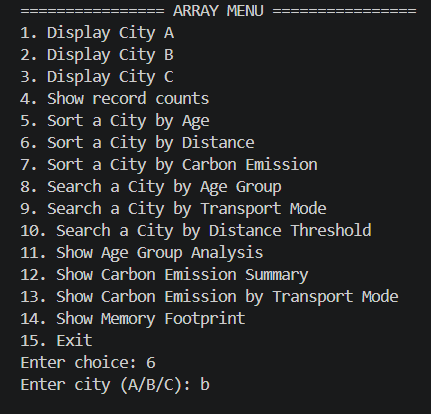 ================ ARRAY MENU ================
1. Display City A
2. Display City B
3. Display City C
4. Show record counts
5. Sort a City by Age
6. Sort a City by Distance
7. Sort a City by Carbon Emission
8. Search a City by Age Group
9. Search a City by Transport Mode
10. Search a City by Distance Threshold
11. Show Age Group Analysis
12. Show Carbon Emission Summary
13. Show Carbon Emission by Transport Mode
14. Show Memory Footprint
15. Exit
Enter choice: 6
Enter city (A/B/C): b